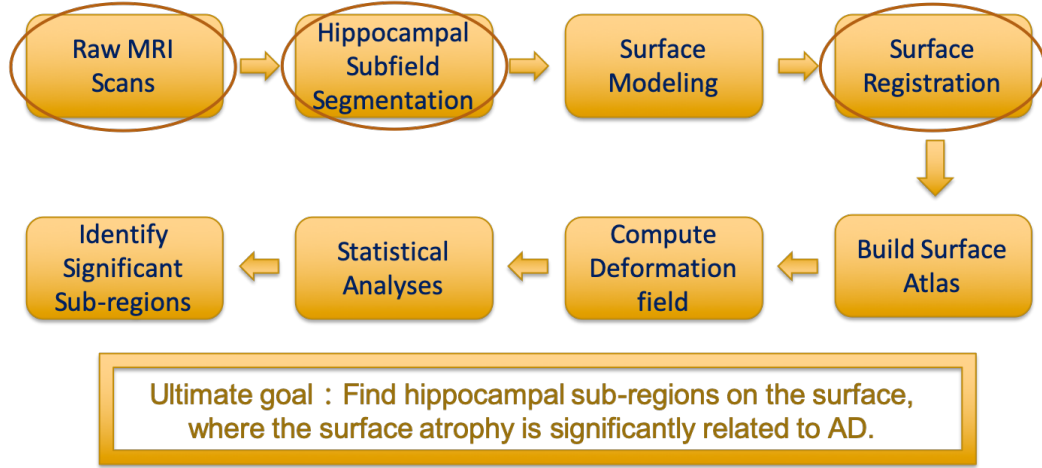 Raw MRI
Scans
Hippocampal
Subfield
Segmentation
Surface
Modeling
Surface
Registration
Identify
Significant
Sub-regions
Statistical
Analyses
Compute
Deformation
field
Build Surface
Atlas
Ultimate goal：Find hippocampal sub-regions on the surface,
where the surface atrophy is significantly related to AD.